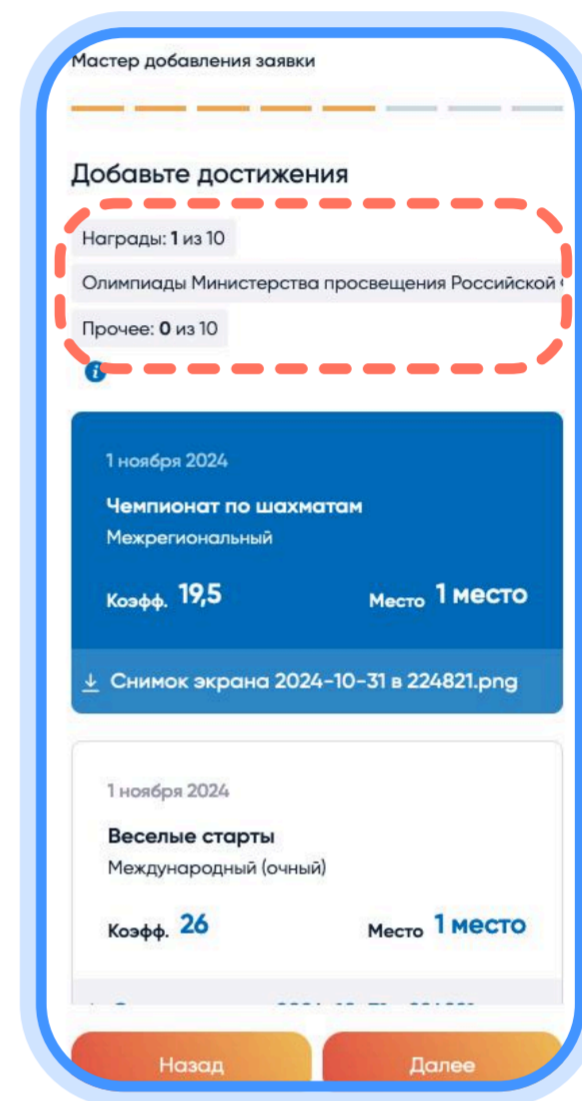 Мастер добавления заявки
Добавьте достижения
Награды: 1 из 10
Олимпиады Министерства просвещения Российской
Прочее: 0 из 10
i
1 ноября 2024
Чемпионат по шахматам
Межрегиональный
Коэфф. 19,5 Место 1 место
Снимок экрана 2024-10-31 в 224821.png
1 ноября 2024
Веселые старты
Международный (очный)
Коэфф. 26 Место 1 место
Назад Далее